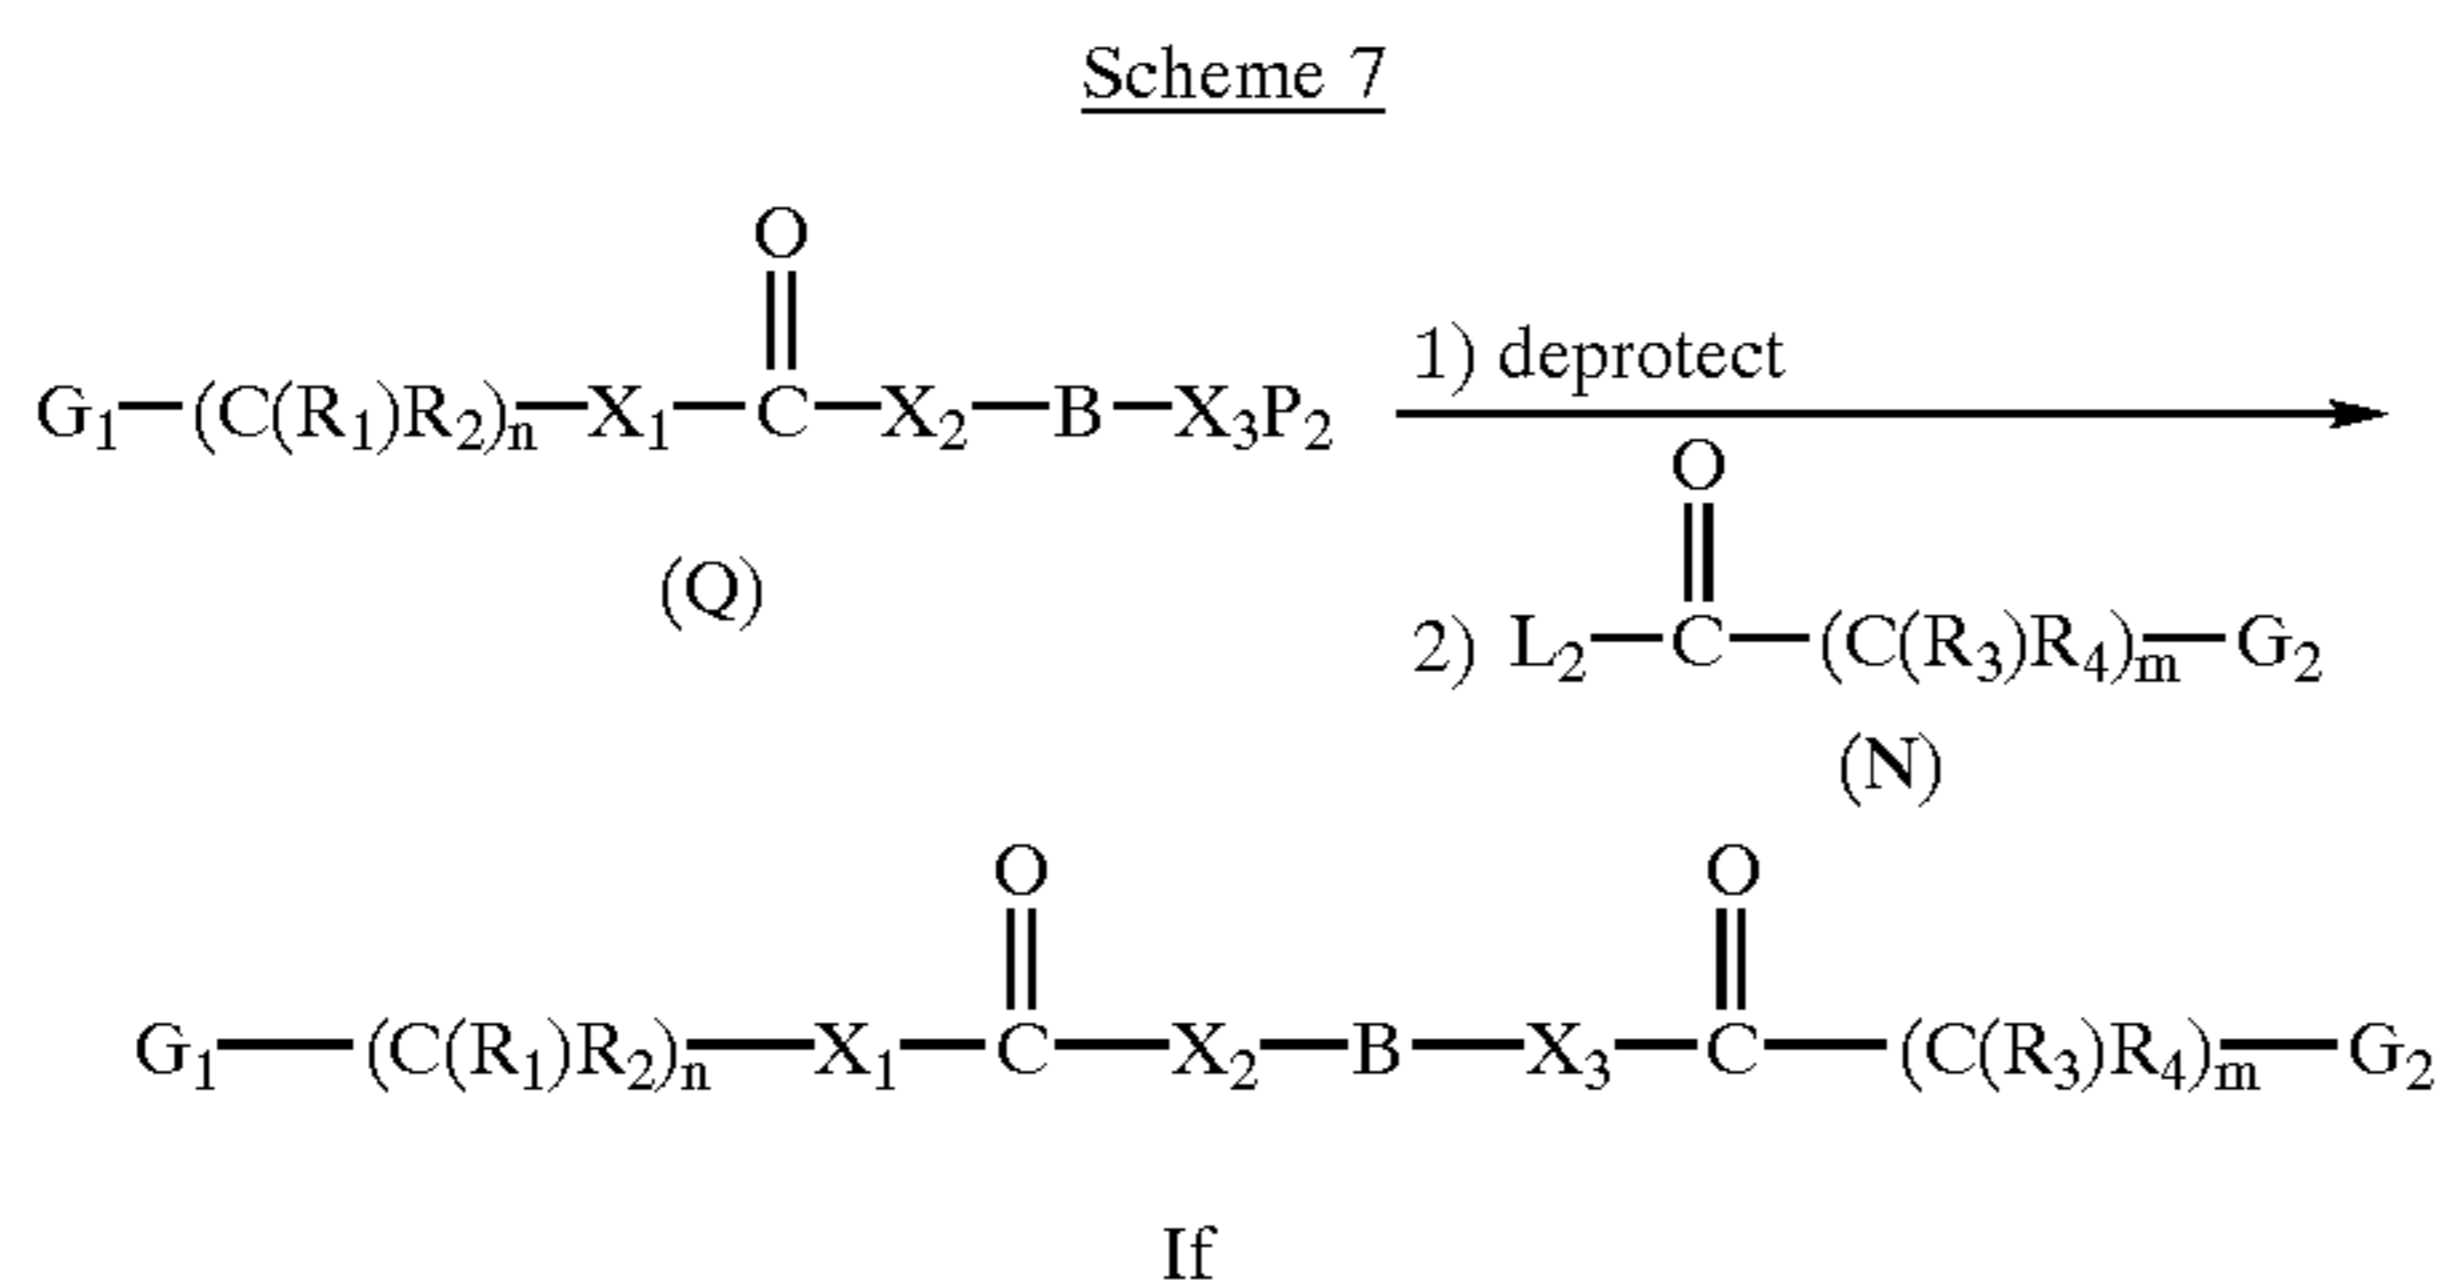 Scheme 7
O
G₁—(C(R₁)R₂)ₙ—X₁—C—X₂—B—X₃P₂
1) deprotect
(Q)
O
2) L₂—C—(C(R₃)R₄)ₘ—G₂
(N)
O O
G₁—(C(R₁)R₂)ₙ—X₁—C—X₂—B—X₃—C—(C(R₃)R₄)ₘ—G₂
If